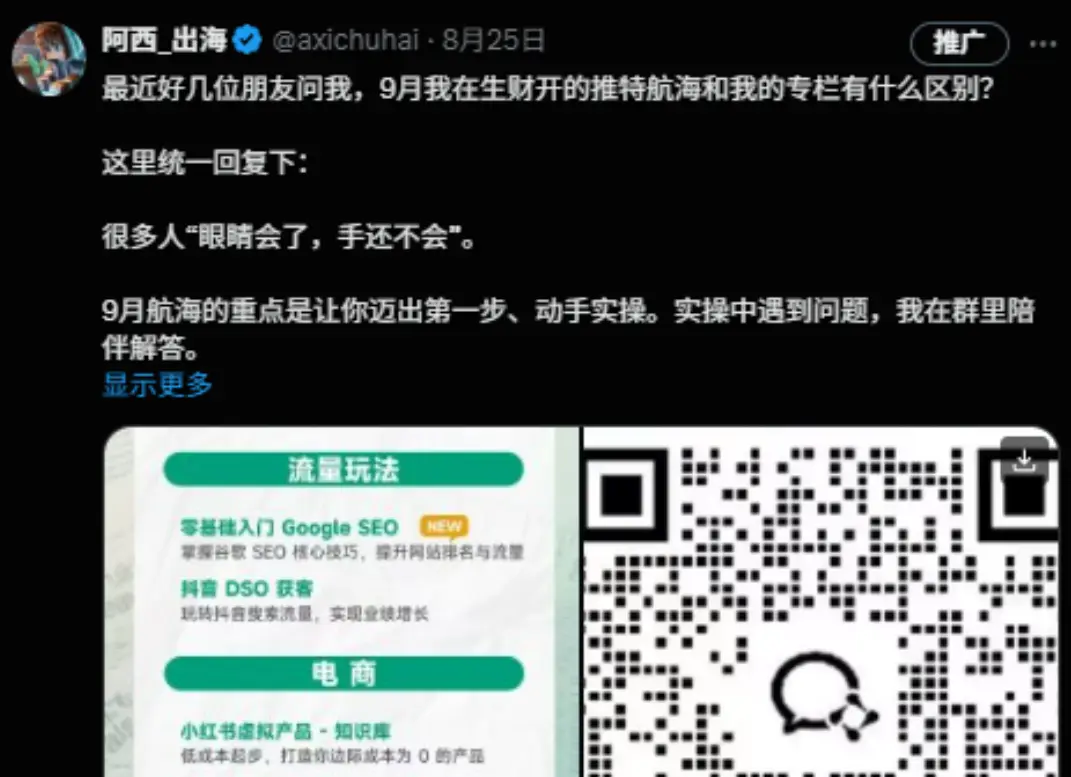 阿西_出海 @axichuhai · 8月25日
推广
最近好几位朋友问我，9月我在生财开的推特航海和我的专栏有什么区别？
这里统一回复下：
很多人“眼睛会了，手还不会”。
9月航海的重点是让你迈出第一步、动手实操。实操中遇到问题，我在群里陪
伴解答。
显示更多
流量玩法
零基础入门 Google SEO NEW
掌握谷歌 SEO 核心技巧，提升网站排名与流量
抖音 DSO 获客
玩转抖音搜索流量，实现业绩增长
电 商
小红书虚拟产品 - 知识库
低成本起步，打造你边际成本为 0 的产品